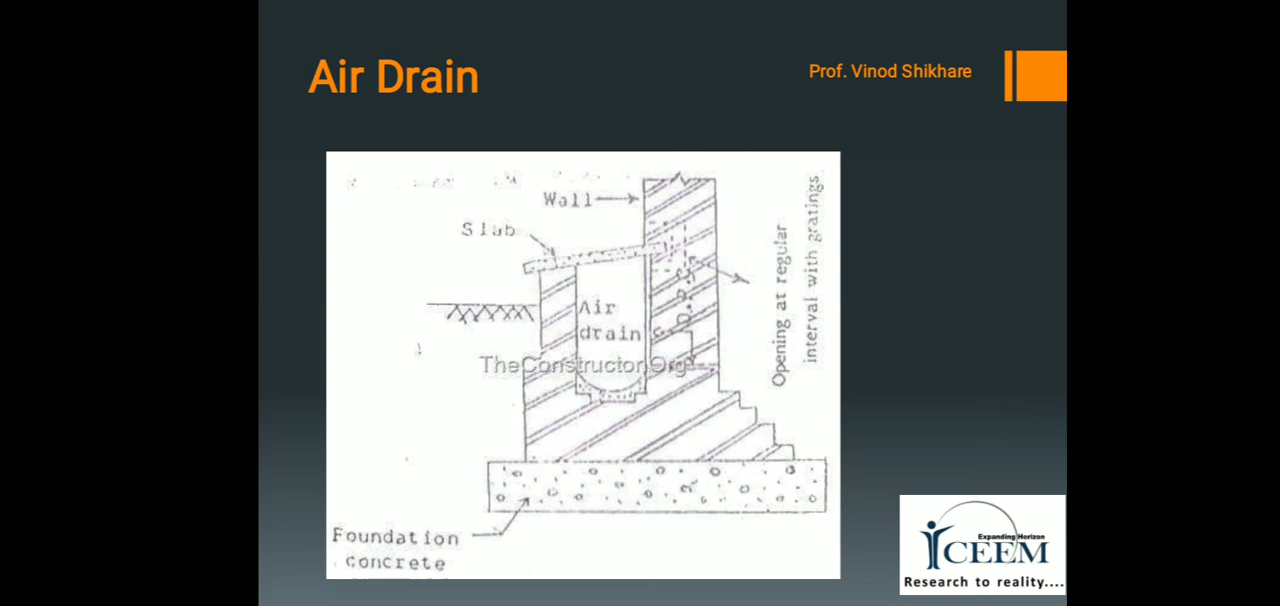 Air Drain
Prof. Vinod Shikhare
Wall
Slab
Air
drain
D.P.C
TheConstructor.Org
Opening at regular
interval with gratings
Foundation
concrete
Expanding Horizon
ICEEM
Research to reality....